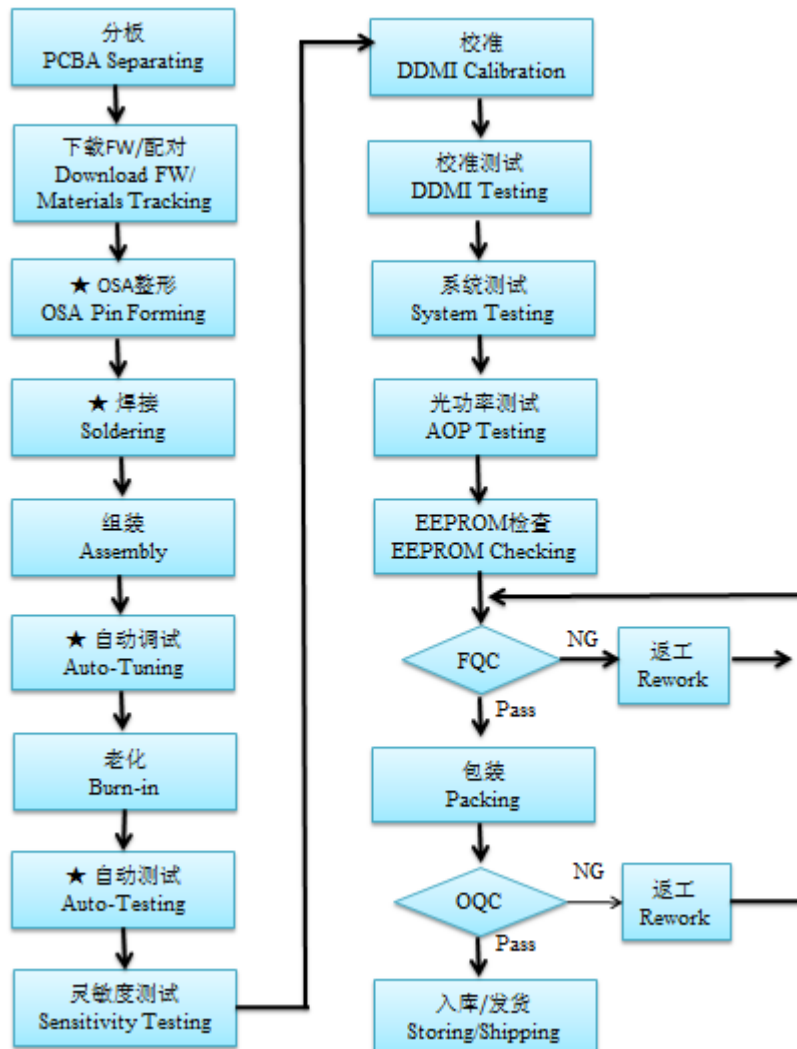 分板
PCBA Separating
下载FW/配对
Download FW/
Materials Tracking
★ OSA整形
OSA Pin Forming
★ 焊接
Soldering
组装
Assembly
★ 自动调试
Auto-Tuning
老化
Burn-in
★ 自动测试
Auto-Testing
灵敏度测试
Sensitivity Testing
校准
DDMI Calibration
校准测试
DDMI Testing
系统测试
System Testing
光功率测试
AOP Testing
EEPROM检查
EEPROM Checking
FQC
NG
返工
Rework
Pass
包装
Packing
OQC
NG
返工
Rework
Pass
入库/发货
Storing/Shipping